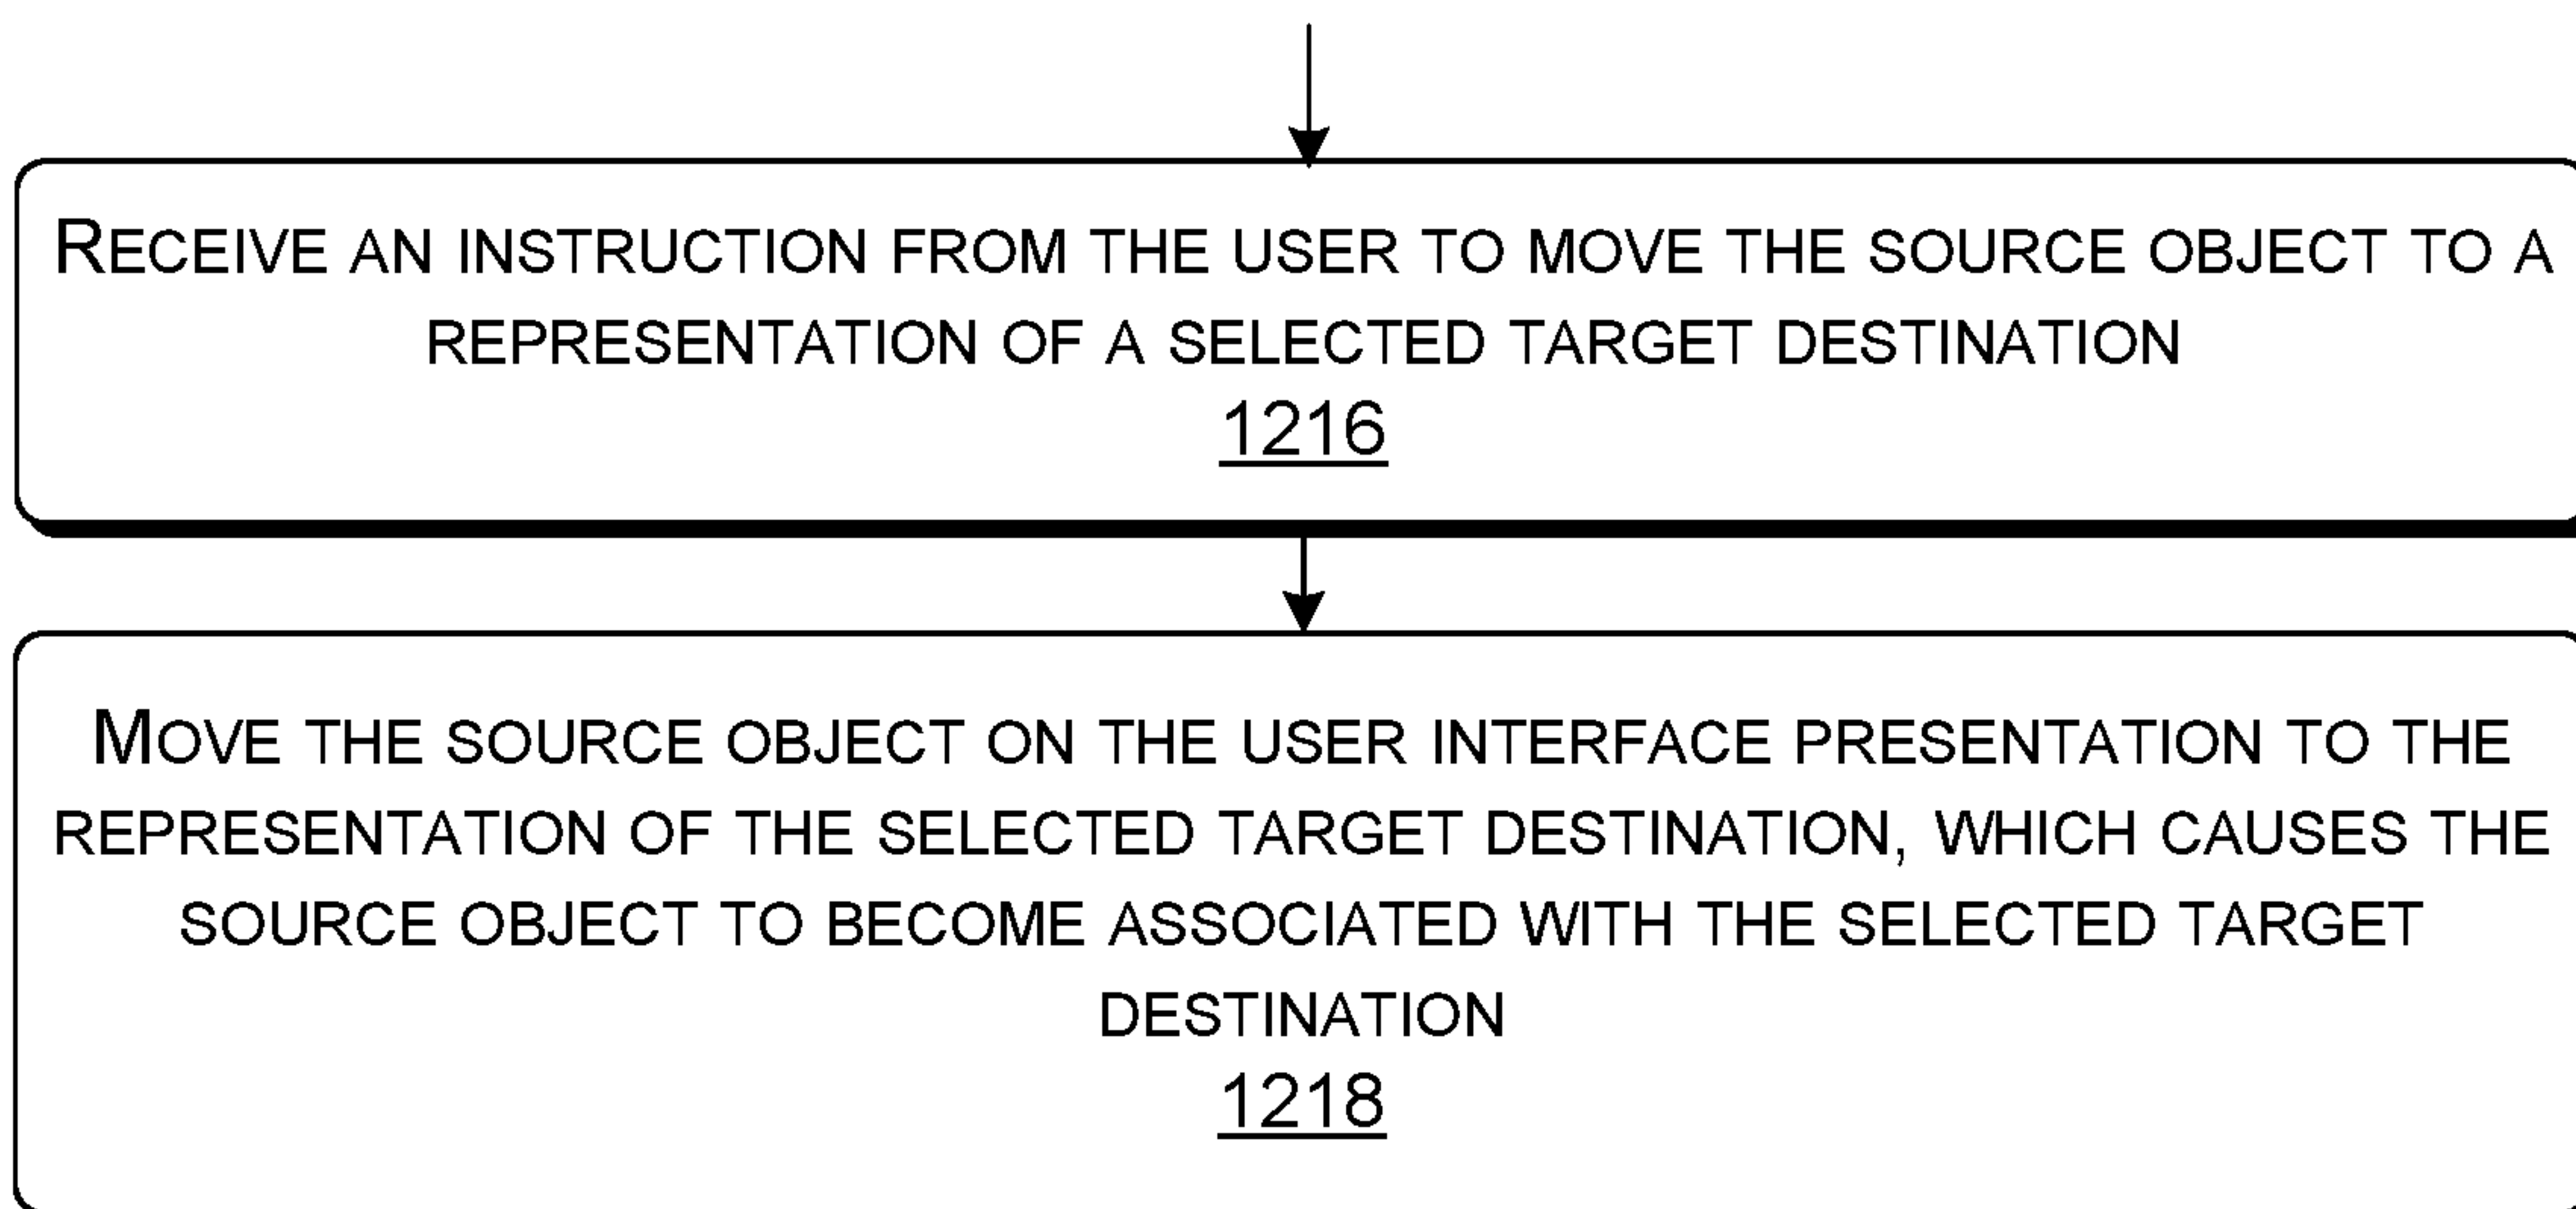 RECEIVE AN INSTRUCTION FROM THE USER TO MOVE THE SOURCE OBJECT TO A
REPRESENTATION OF A SELECTED TARGET DESTINATION
1216
MOVE THE SOURCE OBJECT ON THE USER INTERFACE PRESENTATION TO THE
REPRESENTATION OF THE SELECTED TARGET DESTINATION, WHICH CAUSES THE
SOURCE OBJECT TO BECOME ASSOCIATED WITH THE SELECTED TARGET
DESTINATION
1218